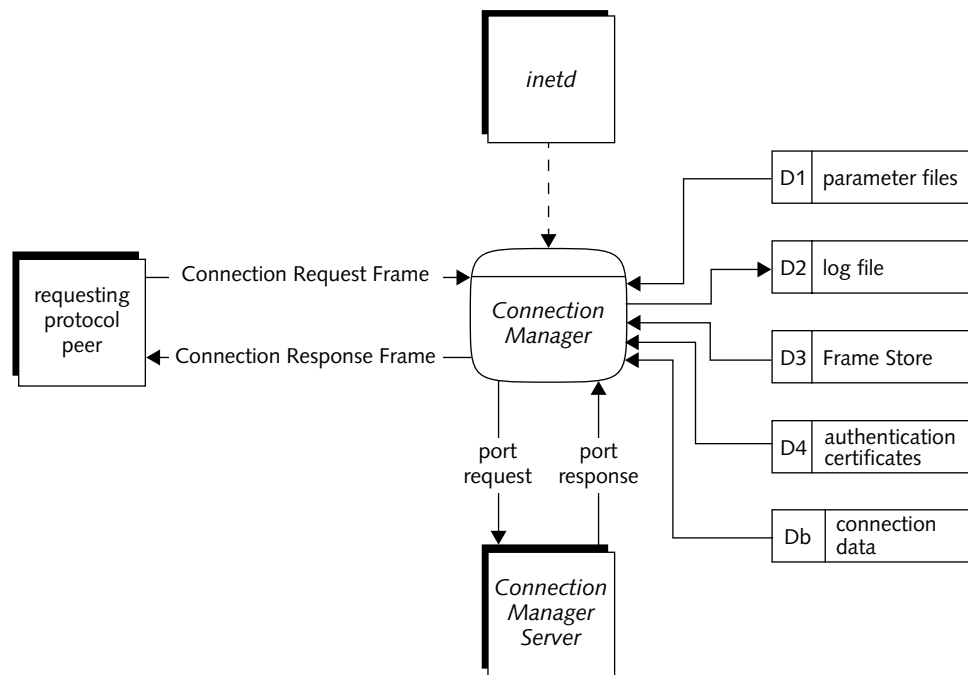 inetd
D1 parameter files
D2 log file
requesting
protocol
peer
Connection Request Frame
Connection Response Frame
Connection
Manager
D3 Frame Store
D4 authentication
certificates
port
request
port
response
Db connection
data
Connection
Manager
Server